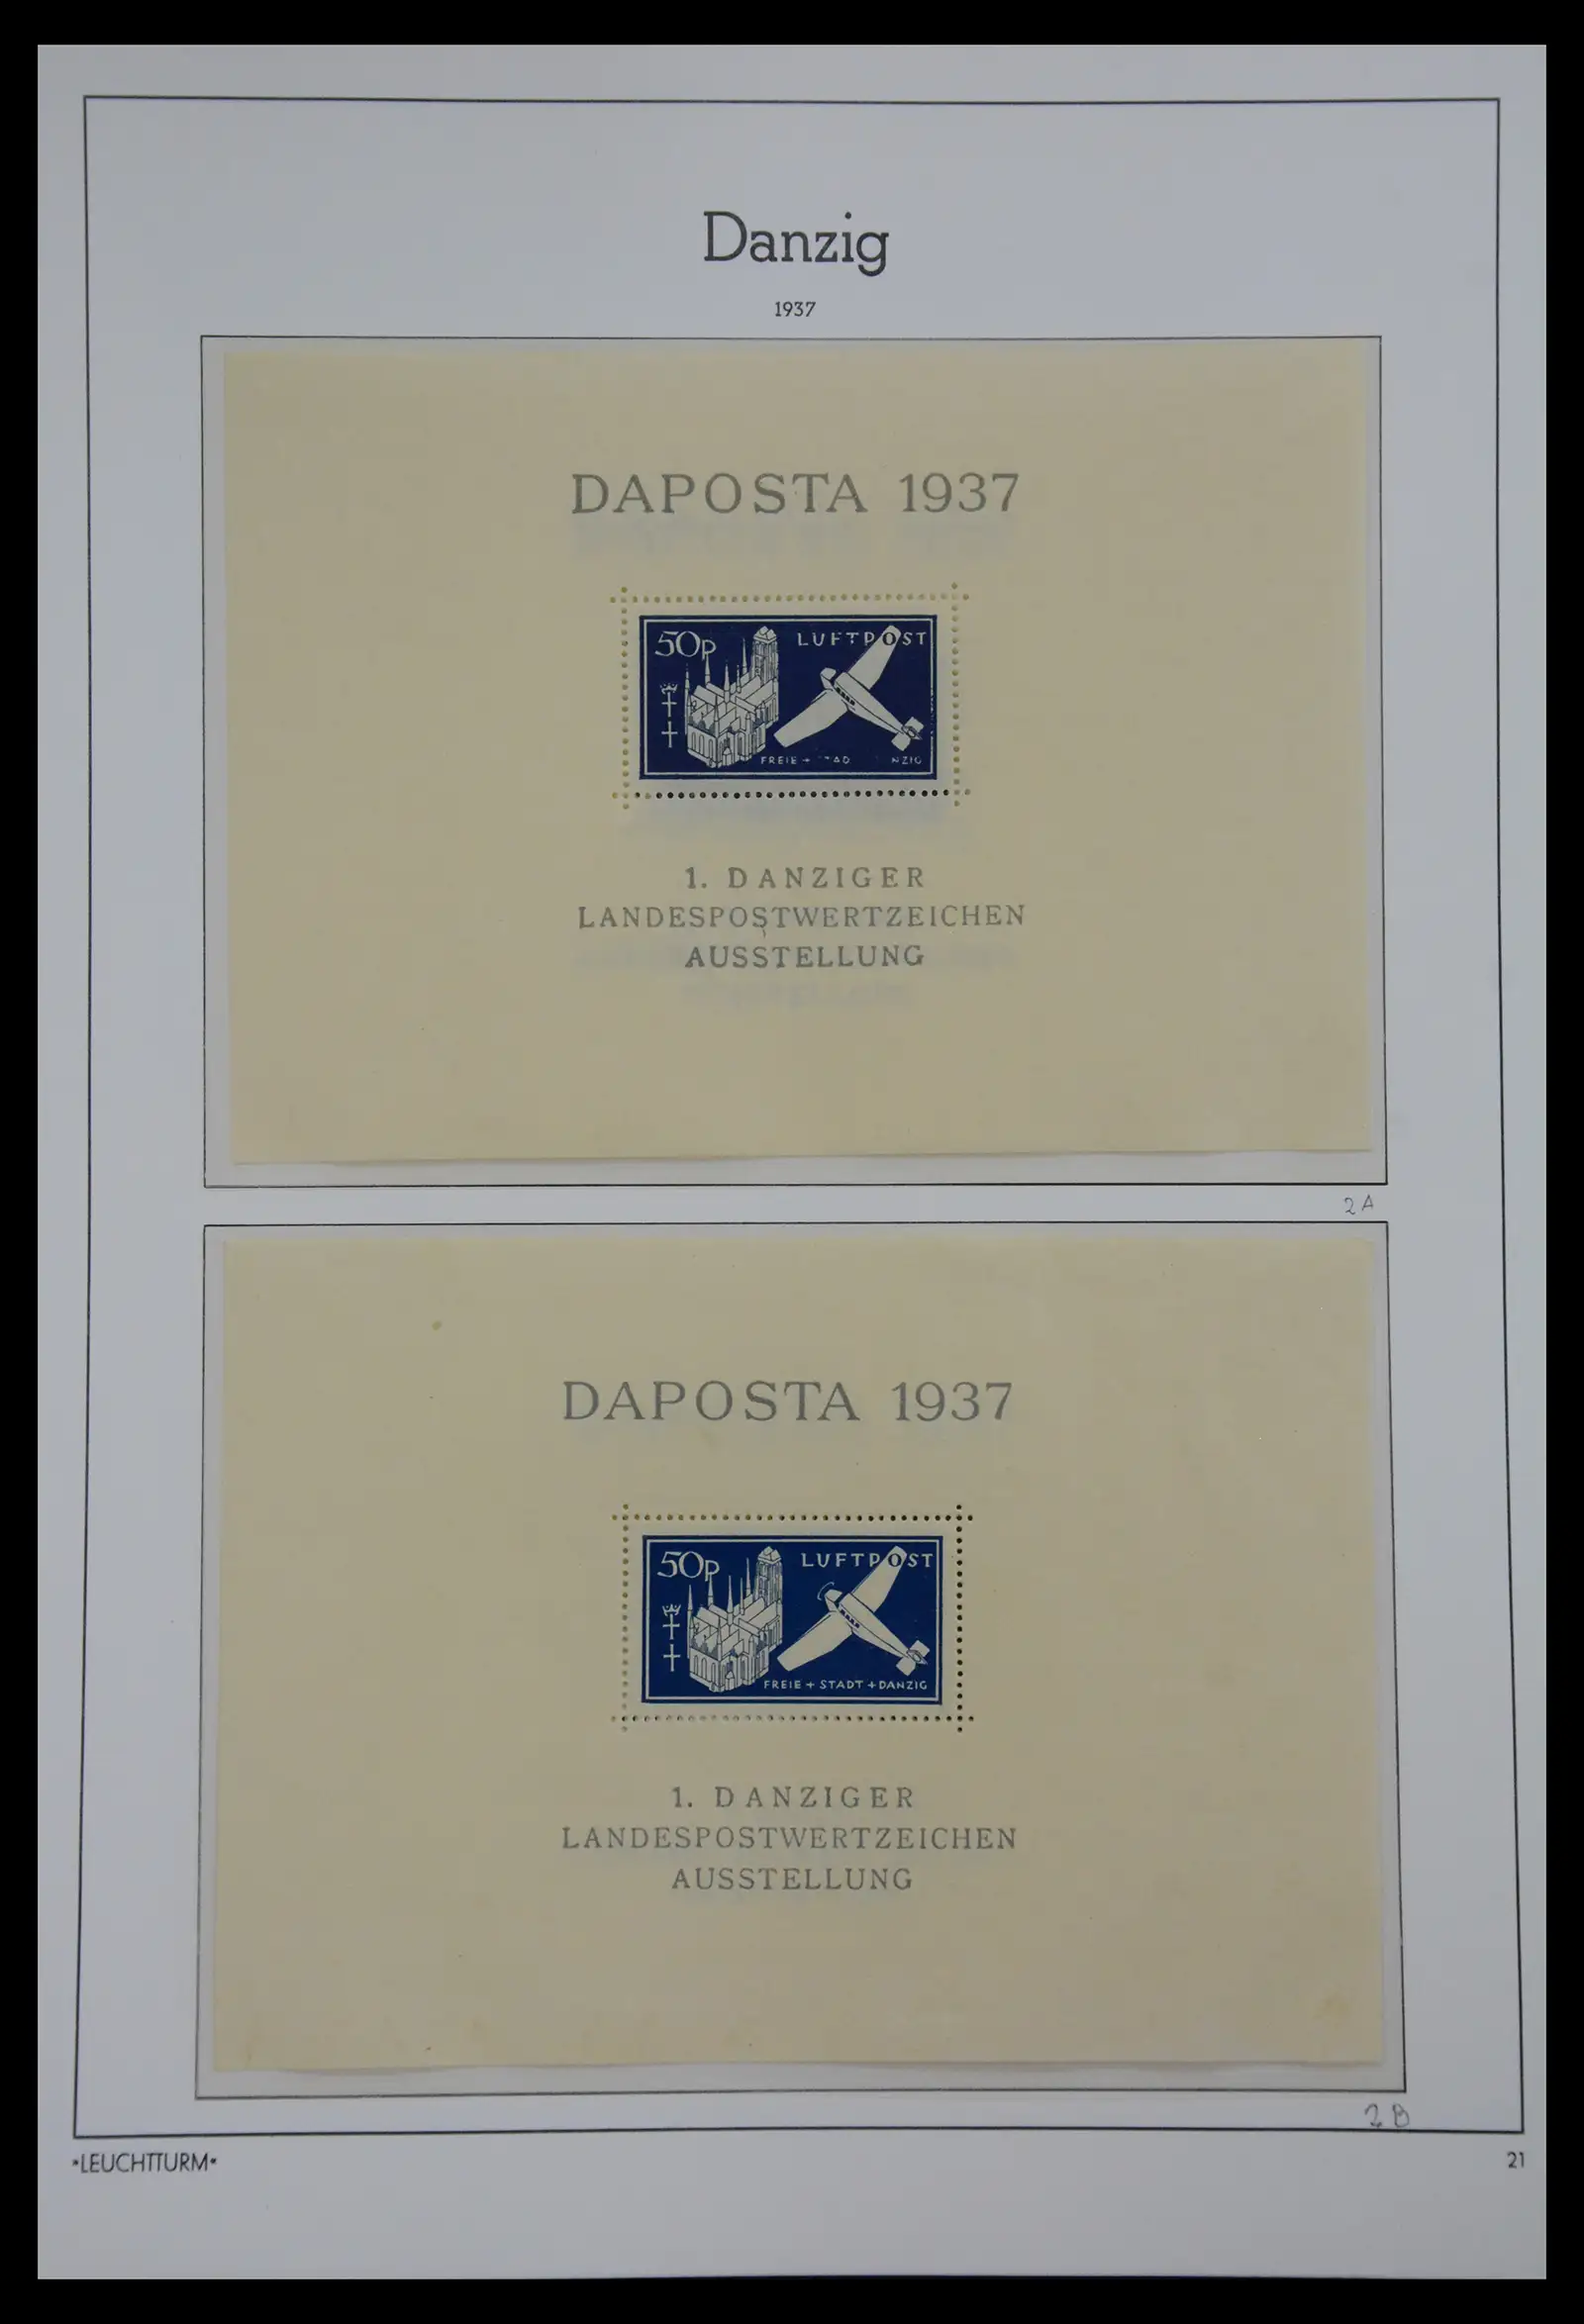 Danzig
1937
DAPOSTA 1937
50p LUFTPOST
FREIE +
1. DANZIGER
LANDESPOSTWERTZEICHEN
AUSSTELLUNG
2A
DAPOSTA 1937
50p LUFTPOST
FREIE + STADT + DANZIG
1. DANZIGER
LANDESPOSTWERTZEICHEN
AUSSTELLUNG
2B
*LEUCHTTURM*
21